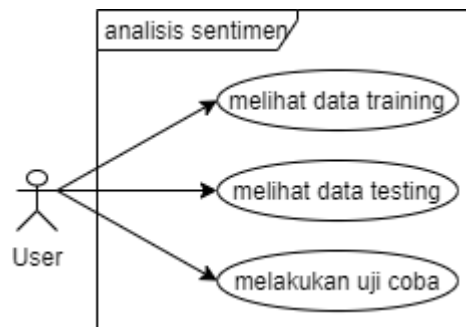 analisis sentimen
melihat data training
melihat data testing
User
melakukan uji coba